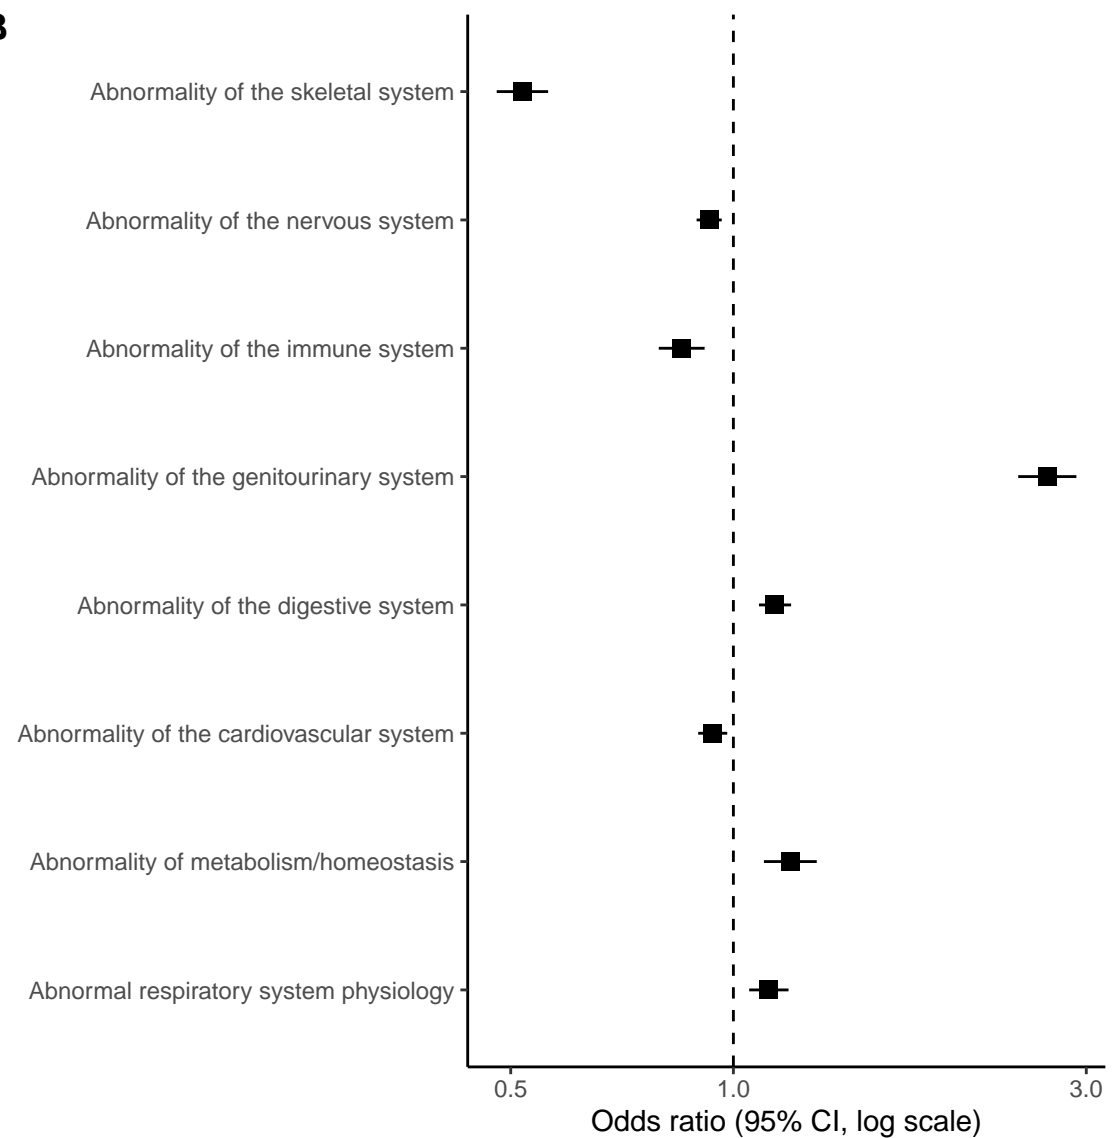 B
Abnormality of the skeletal system
Abnormality of the nervous system
Abnormality of the immune system
Abnormality of the genitourinary system
Abnormality of the digestive system
Abnormality of the cardiovascular system
Abnormality of metabolism/homeostasis
Abnormal respiratory system physiology
0.5 1.0 3.0
Odds ratio (95% CI, log scale)